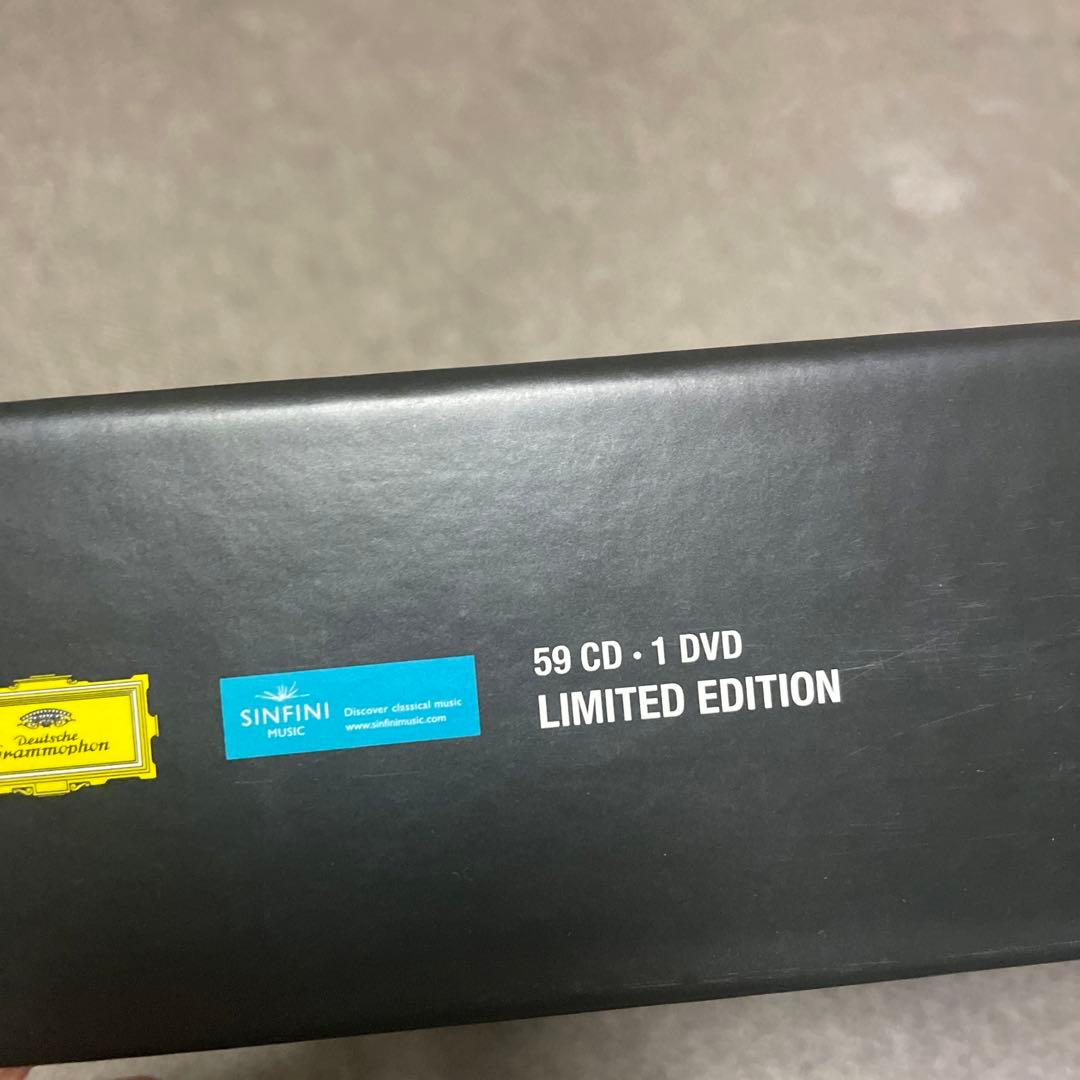 Deutsche
Grammophon
SINFINI
MUSIC
Discover classical music
www.sinfinimusic.com
59 CD · 1 DVD
LIMITED EDITION